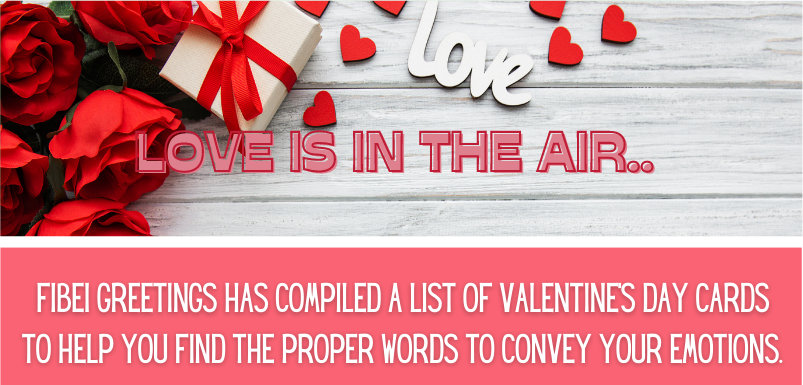 Love
LOVE IS IN THE AIR..
FIBEI GREETINGS HAS COMPILED A LIST OF VALENTINE'S DAY CARDS
TO HELP YOU FIND THE PROPER WORDS TO CONVEY YOUR EMOTIONS.